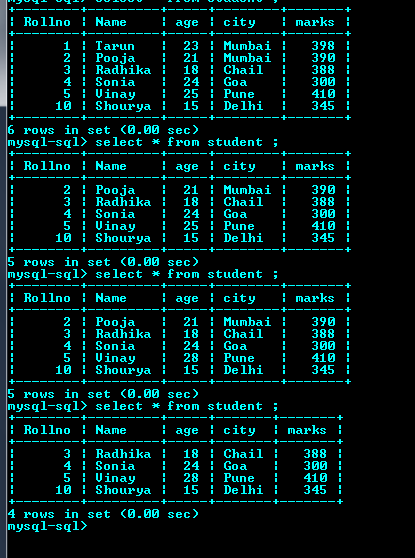 mysql-sql> select * from student ;
+--------+---------+------+--------+-------+
| Rollno | Name    | age  | city   | marks |
+--------+---------+------+--------+-------+
|      1 | Tarun   |   23 | Mumbai |   398 |
|      2 | Pooja   |   21 | Mumbai |   390 |
|      3 | Radhika |   18 | Chail  |   388 |
|      4 | Sonia   |   24 | Goa    |   300 |
|      5 | Vinay   |   25 | Pune   |   410 |
|     10 | Shourya |   15 | Delhi  |   345 |
+--------+---------+------+--------+-------+
6 rows in set (0.00 sec)
mysql-sql> select * from student ;
+--------+---------+------+--------+-------+
| Rollno | Name    | age  | city   | marks |
+--------+---------+------+--------+-------+
|      2 | Pooja   |   21 | Mumbai |   390 |
|      3 | Radhika |   18 | Chail  |   388 |
|      4 | Sonia   |   24 | Goa    |   300 |
|      5 | Vinay   |   25 | Pune   |   410 |
|     10 | Shourya |   15 | Delhi  |   345 |
+--------+---------+------+--------+-------+
5 rows in set (0.00 sec)
mysql-sql> select * from student ;
+--------+---------+------+--------+-------+
| Rollno | Name    | age  | city   | marks |
+--------+---------+------+--------+-------+
|      2 | Pooja   |   21 | Mumbai |   390 |
|      3 | Radhika |   18 | Chail  |   388 |
|      4 | Sonia   |   24 | Goa    |   300 |
|      5 | Vinay   |   28 | Pune   |   410 |
|     10 | Shourya |   15 | Delhi  |   345 |
+--------+---------+------+--------+-------+
5 rows in set (0.00 sec)
mysql-sql> select * from student ;
+--------+---------+------+-------+-------+
| Rollno | Name    | age  | city  | marks |
+--------+---------+------+-------+-------+
|      3 | Radhika |   18 | Chail |   388 |
|      4 | Sonia   |   24 | Goa   |   300 |
|      5 | Vinay   |   28 | Pune  |   410 |
|     10 | Shourya |   15 | Delhi |   345 |
+--------+---------+------+-------+-------+
4 rows in set (0.00 sec)
mysql-sql>